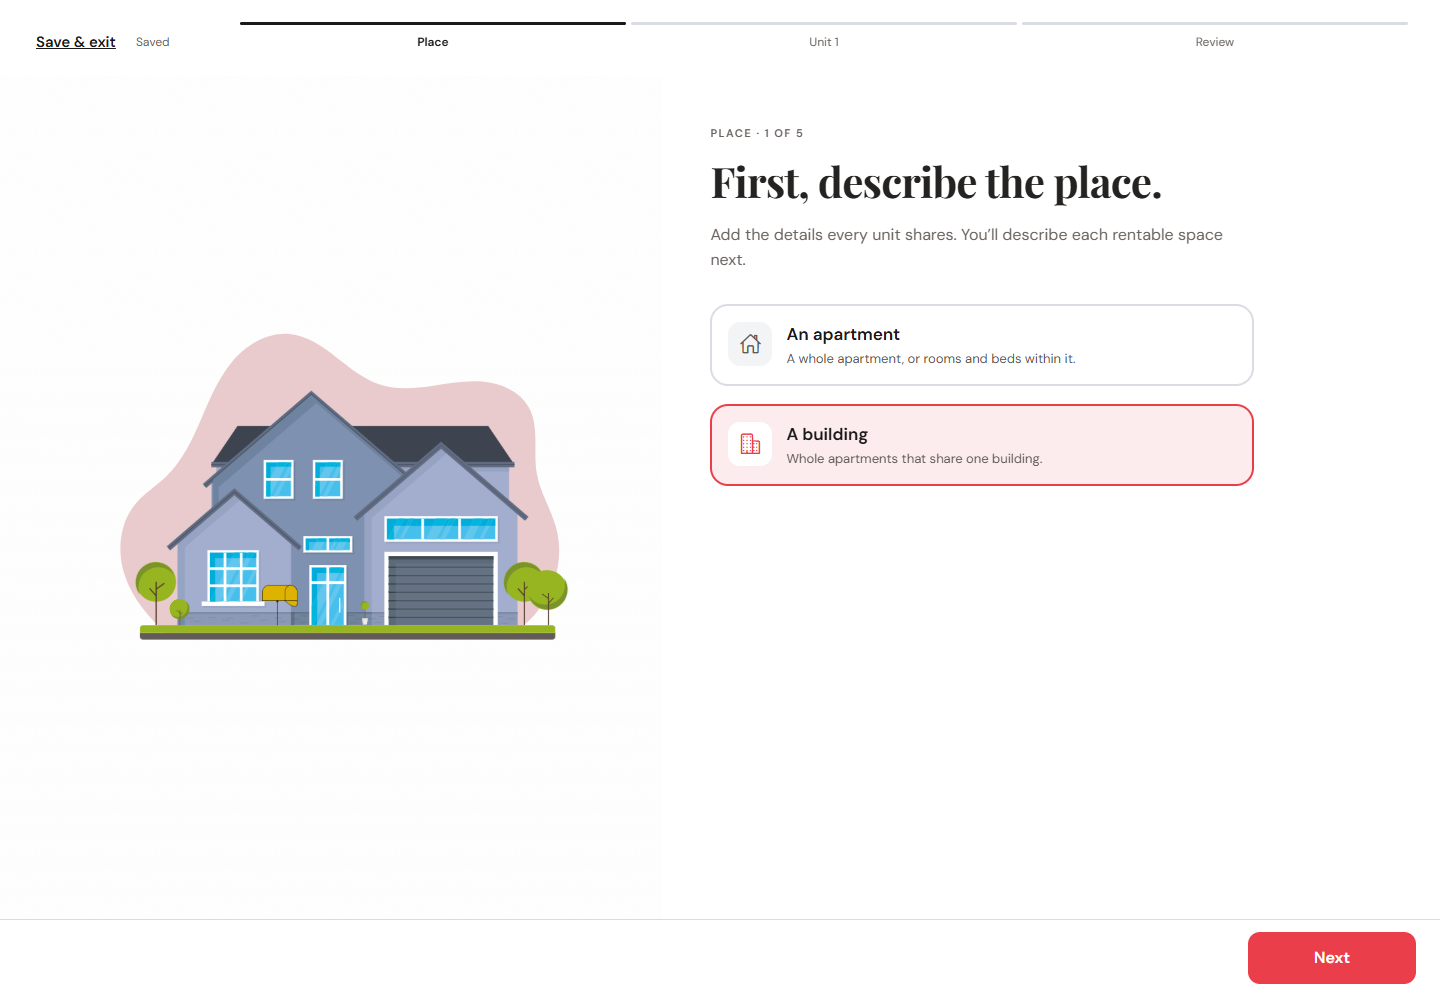 Save & exit
Saved
Place
Unit 1
Review
PLACE · 1 OF 5
First, describe the place.
Add the details every unit shares. You’ll describe each rentable space
next.
An apartment
A whole apartment, or rooms and beds within it.
A building
Whole apartments that share one building.
Next